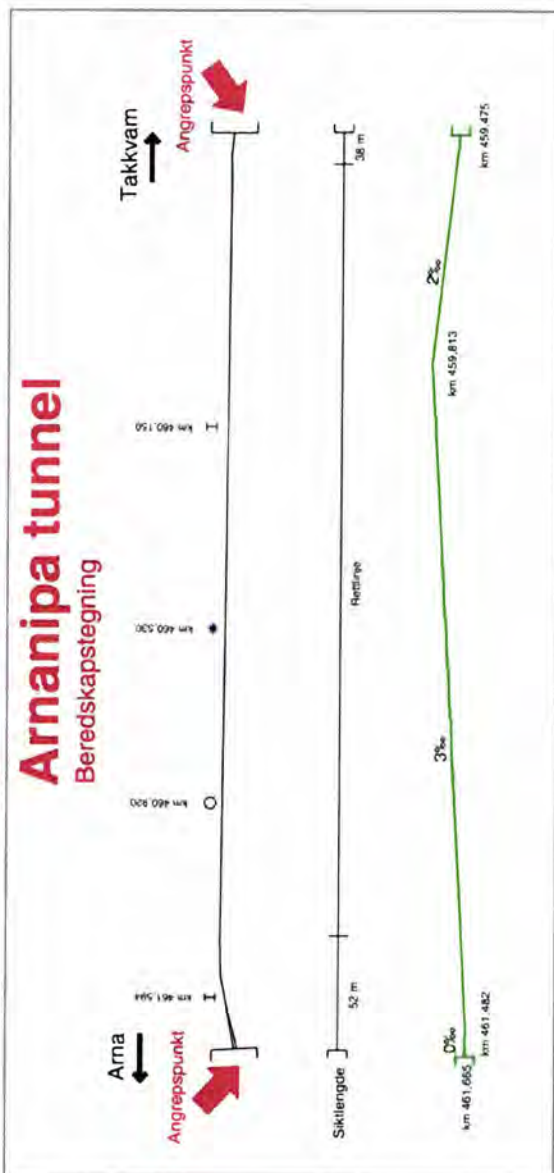 Arnanipa tunnel
Beredskapstegning
Arna
Takkvam
Angrepspunkt
Angrepspunkt
km 461.594
km 460.920
km 460.530
km 460.150
Siktlengde
52 m
Rettlinje
38 m
0‰
3‰
2‰
km 461.665
km 461.482
km 459.813
km 459.475